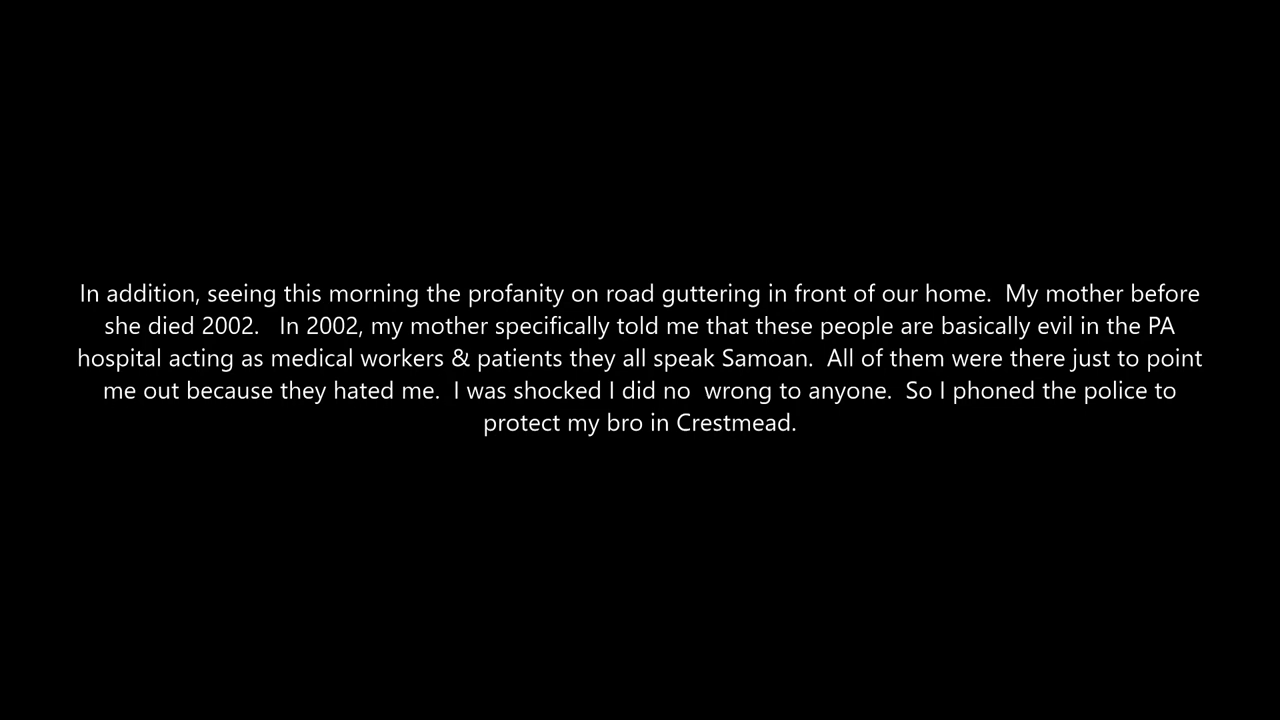 In addition, seeing this morning the profanity on road guttering in front of our home.  My mother before
she died 2002.   In 2002, my mother specifically told me that these people are basically evil in the PA
hospital acting as medical workers & patients they all speak Samoan.  All of them were there just to point
me out because they hated me.  I was shocked I did no  wrong to anyone.  So I phoned the police to
protect my bro in Crestmead.